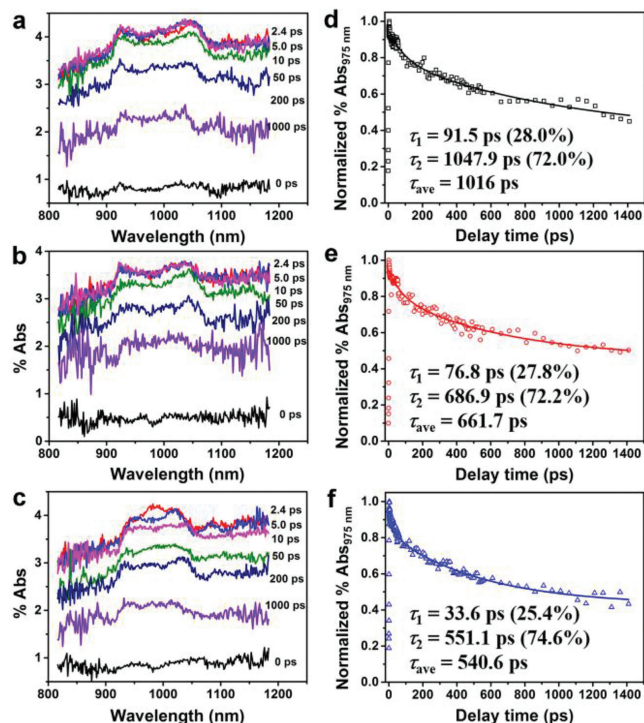 a
4
3
2
1
2.4 ps
5.0 ps
10 ps
50 ps
200 ps
1000 ps
0 ps
800 900 1000 1100 1200
Wavelength (nm)
d
Normalized % Abs975 nm
1.0
0.8
0.6
0.4
0.2
0.0
τ1 = 91.5 ps (28.0%)
τ2 = 1047.9 ps (72.0%)
τave = 1016 ps
0 200 400 600 800 1000 1200 1400
Delay time (ps)
b
% Abs
4
3
2
1
0
2.4 ps
5.0 ps
10 ps
50 ps
200 ps
1000 ps
0 ps
800 900 1000 1100 1200
Wavelength (nm)
e
Normalized % Abs975 nm
1.0
0.8
0.6
0.4
0.2
0.0
τ1 = 76.8 ps (27.8%)
τ2 = 686.9 ps (72.2%)
τave = 661.7 ps
0 200 400 600 800 1000 1200 1400
Delay time (ps)
c
% Abs
4
3
2
1
2.4 ps
5.0 ps
10 ps
50 ps
200 ps
1000 ps
0 ps
800 900 1000 1100 1200
Wavelength (nm)
f
Normalized % Abs975 nm
1.0
0.8
0.6
0.4
0.2
0.0
τ1 = 33.6 ps (25.4%)
τ2 = 551.1 ps (74.6%)
τave = 540.6 ps
0 200 400 600 800 1000 1200 1400
Delay time (ps)